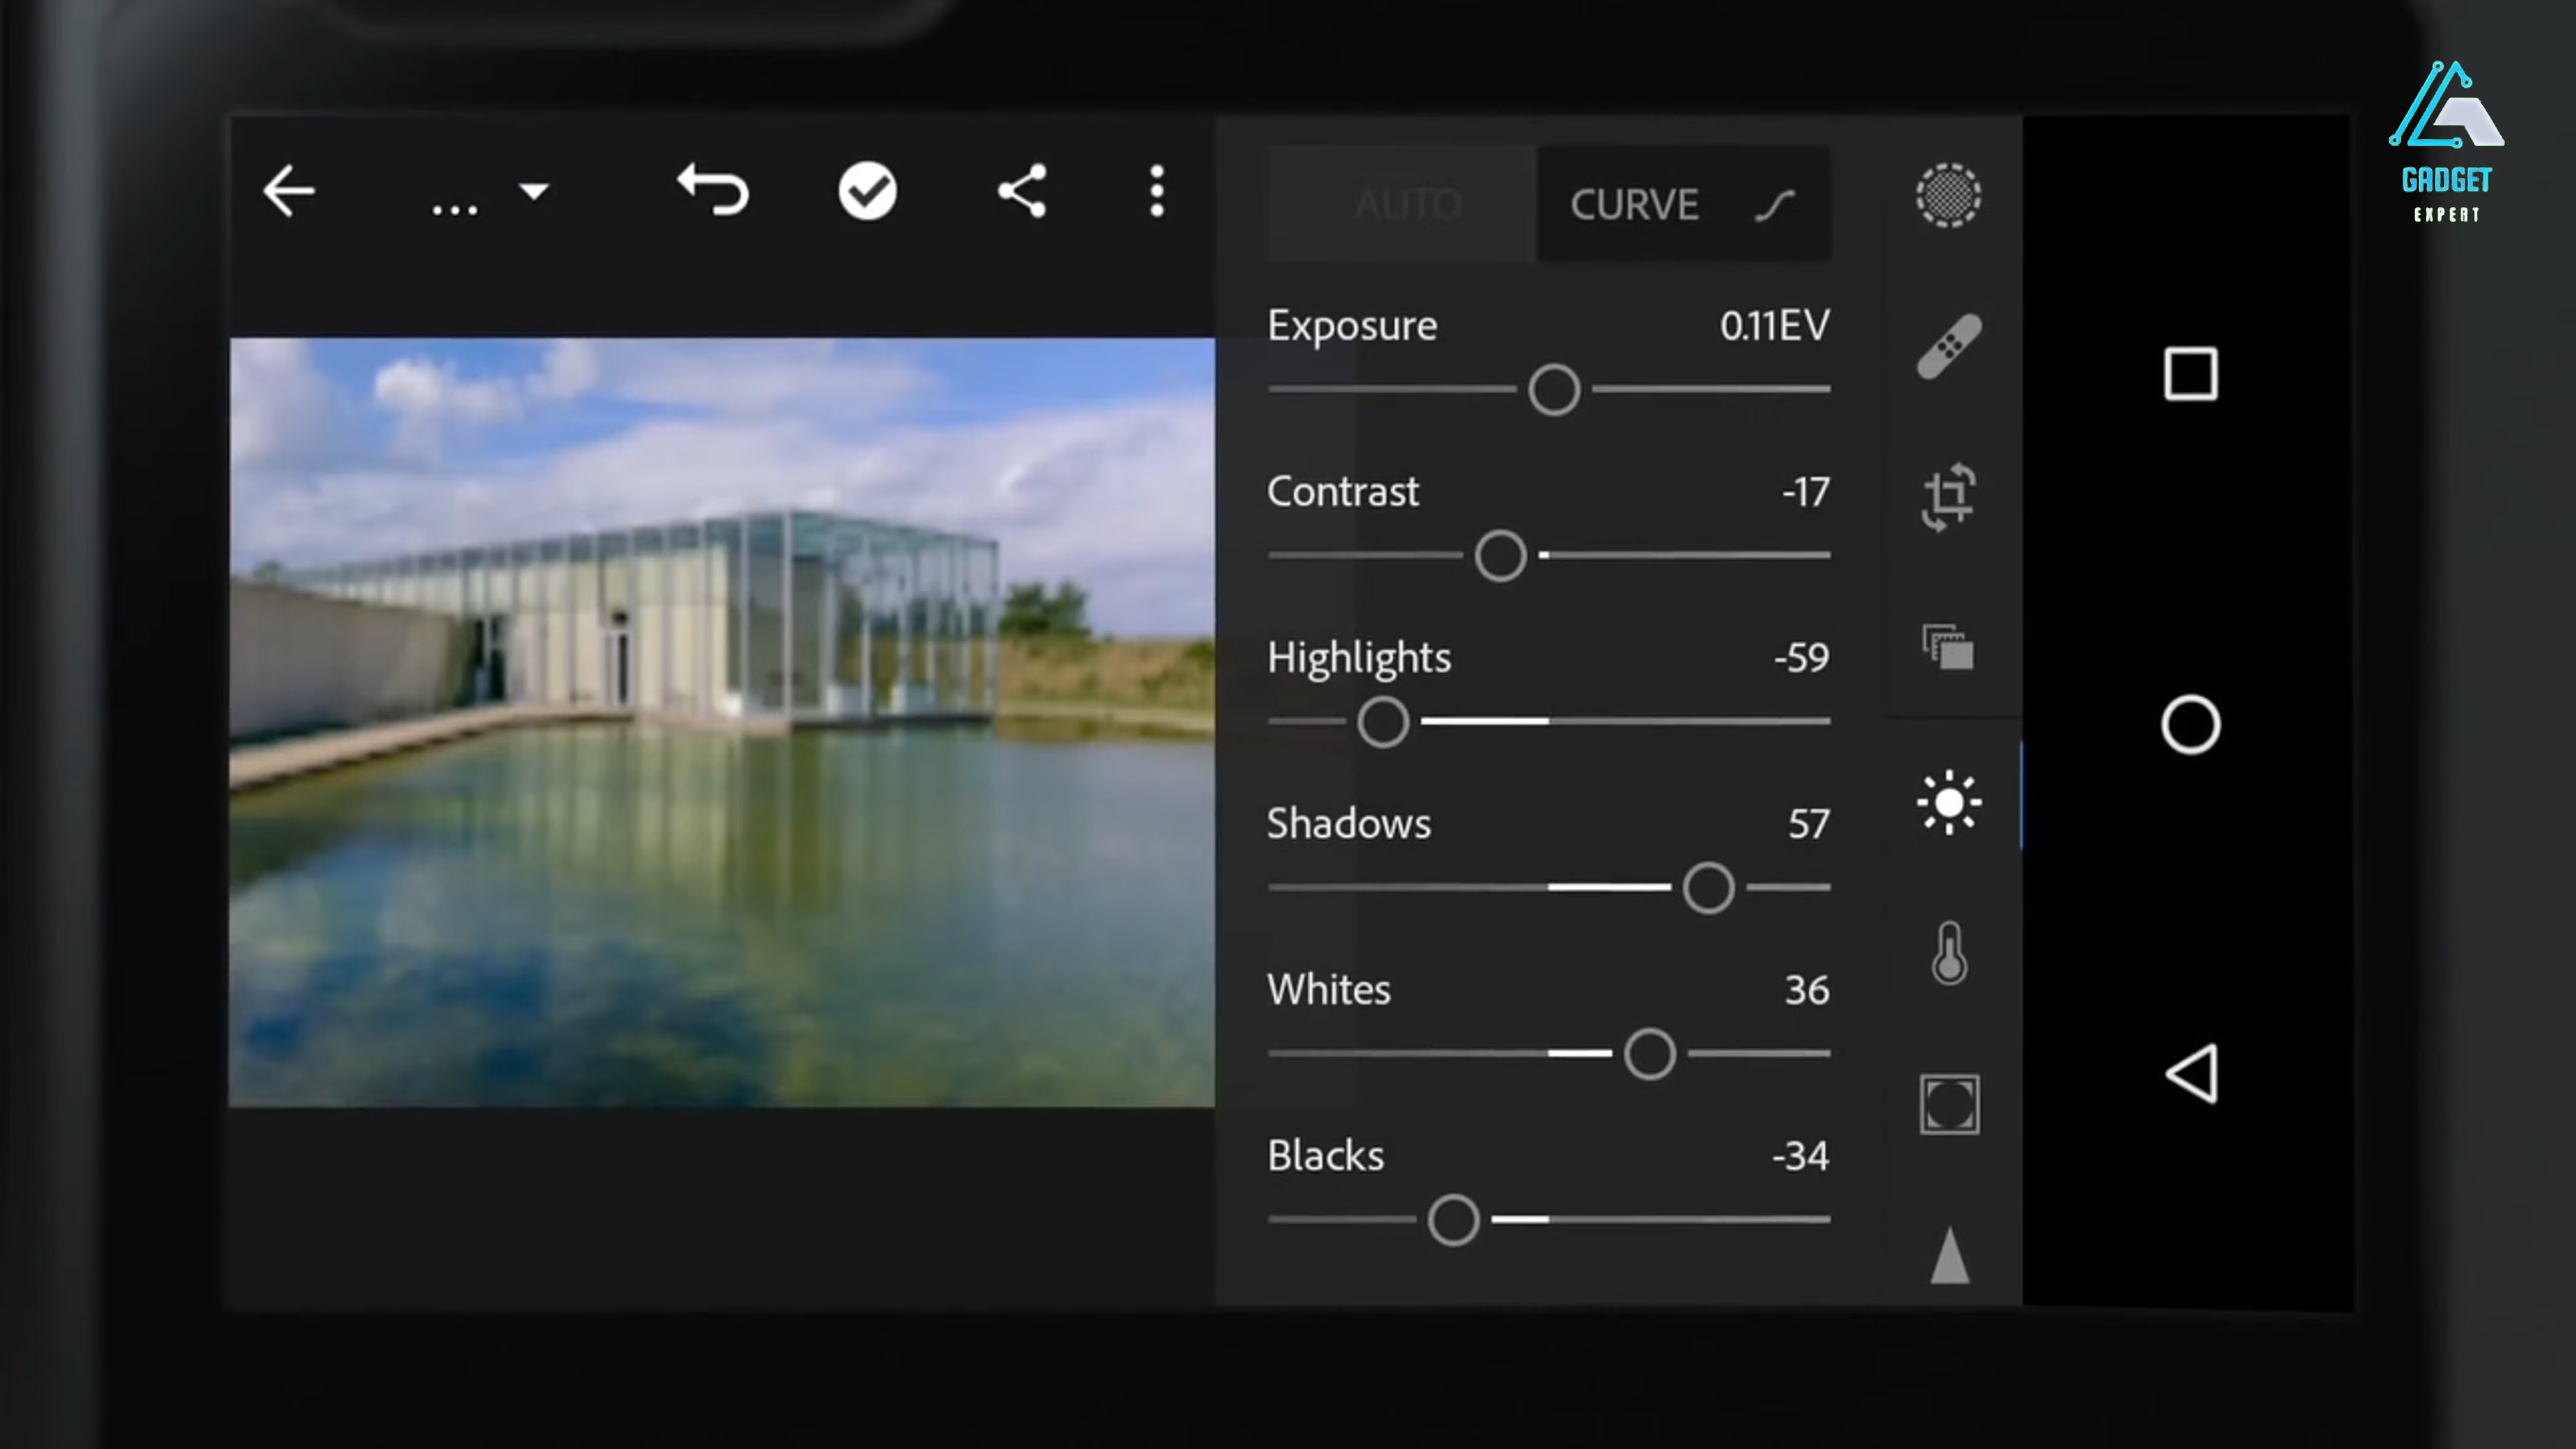 ...
AUTO CURVE
Exposure 0.11EV
Contrast -17
Highlights -59
Shadows 57
Whites 36
Blacks -34
GADGET
EXPERT